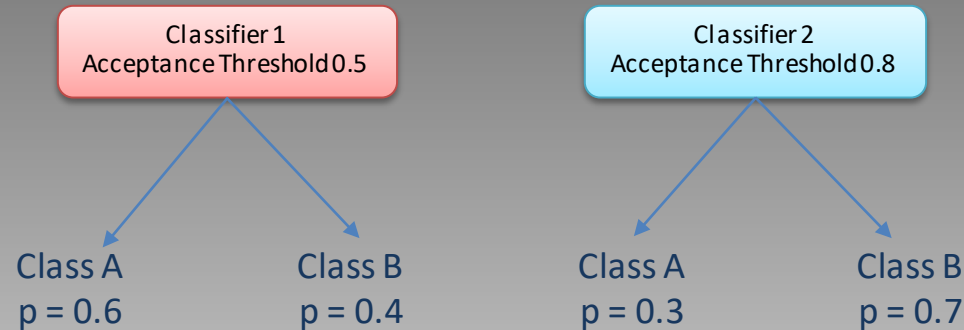 Classifier 1
Acceptance Threshold 0.5
Classifier 2
Acceptance Threshold 0.8
Class A
p = 0.6
Class B
p = 0.4
Class A
p = 0.3
Class B
p = 0.7